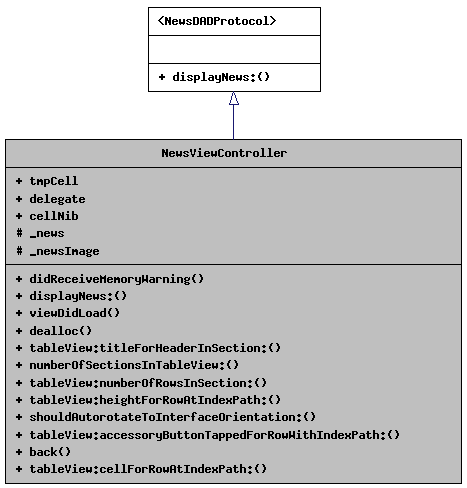 <NewsDADProtocol>
+ displayNews:()
NewsViewController
+ tmpCell
+ delegate
+ cellNib
# _news
# _newsImage
+ didReceiveMemoryWarning()
+ displayNews:()
+ viewDidLoad()
+ dealloc()
+ tableView:titleForHeaderInSection:()
+ numberOfSectionsInTableView:()
+ tableView:numberOfRowsInSection:()
+ tableView:heightForRowAtIndexPath:()
+ shouldAutorotateToInterfaceOrientation:()
+ tableView:accessoryButtonTappedForRowWithIndexPath:()
+ back()
+ tableView:cellForRowAtIndexPath:()